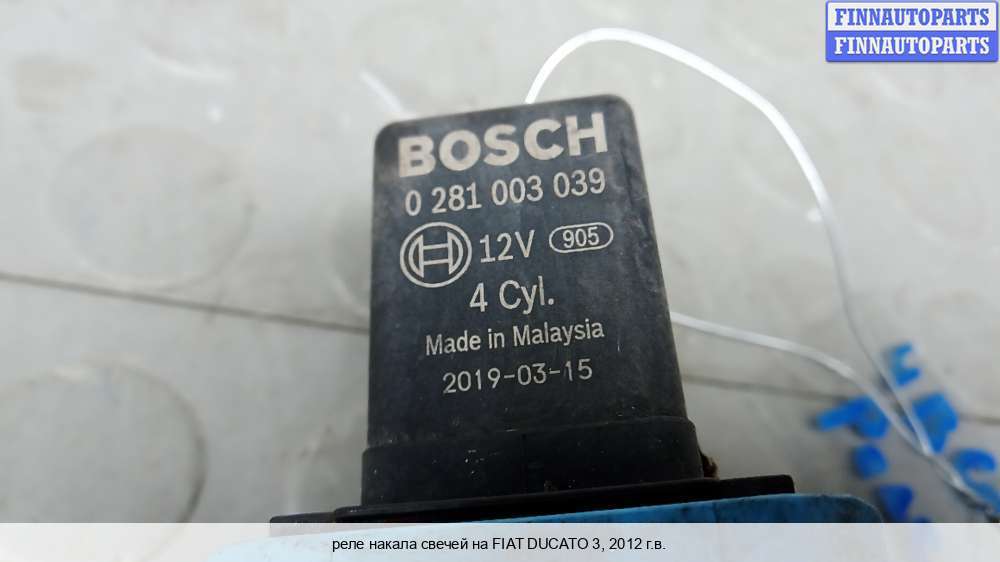 FINNAUTOPARTS
FINNAUTOPARTS
BOSCH
0 281 003 039
12V 905
4 Cyl.
Made in Malaysia
2019-03-15
реле накала свечей на FIAT DUCATO 3, 2012 г.в.